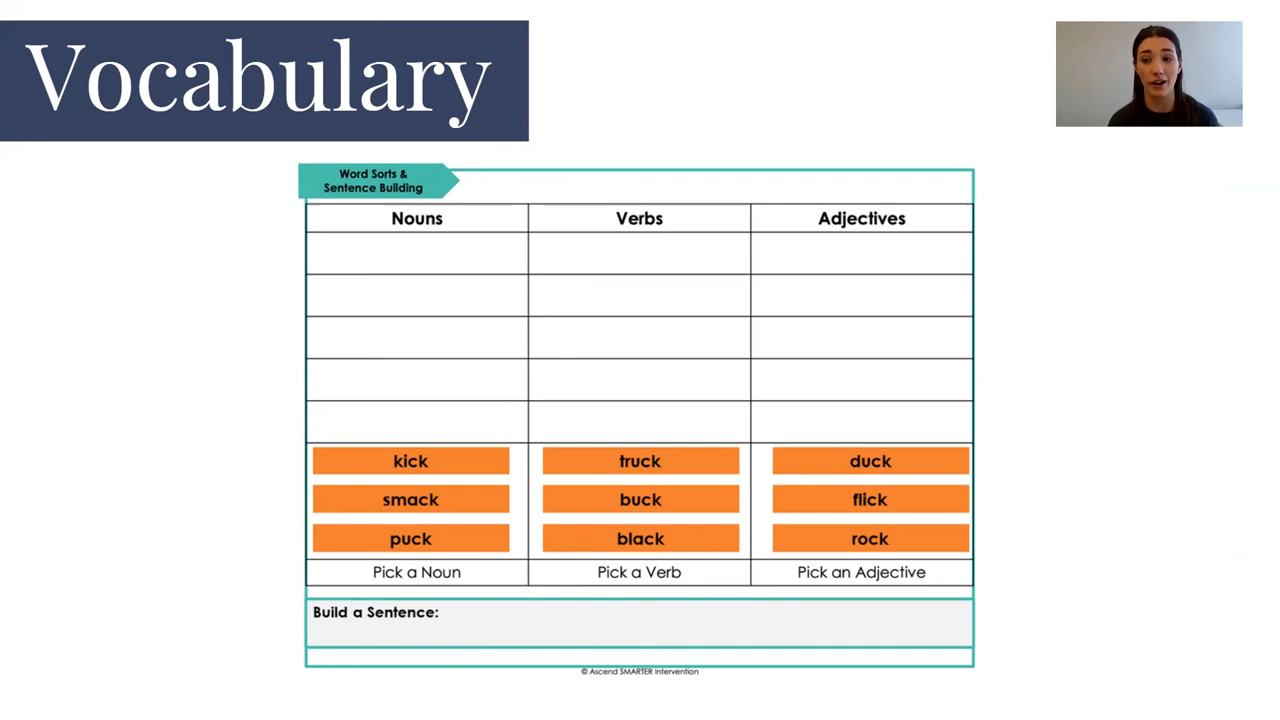 Vocabulary
Word Sorts &
Sentence Building
Nouns Verbs Adjectives
kick truck duck
smack buck flick
puck black rock
Pick a Noun Pick a Verb Pick an Adjective
Build a Sentence:
© Ascend SMARTER Intervention